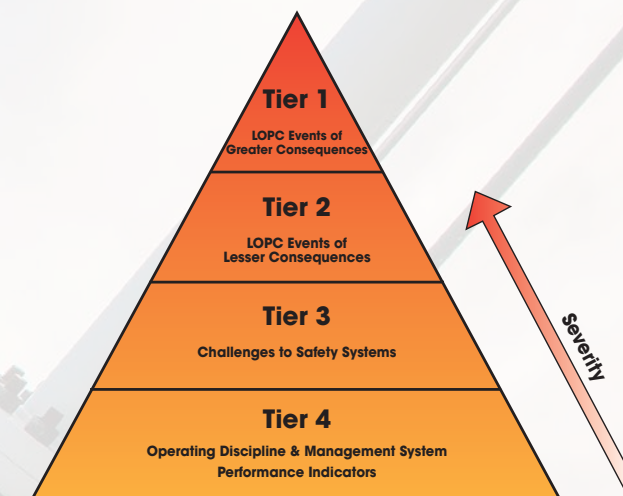 Tier 1
LOPC Events of
Greater Consequences
Tier 2
LOPC Events of
Lesser Consequences
Tier 3
Challenges to Safety Systems
Tier 4
Operating Discipline & Management System
Performance Indicators
Severity